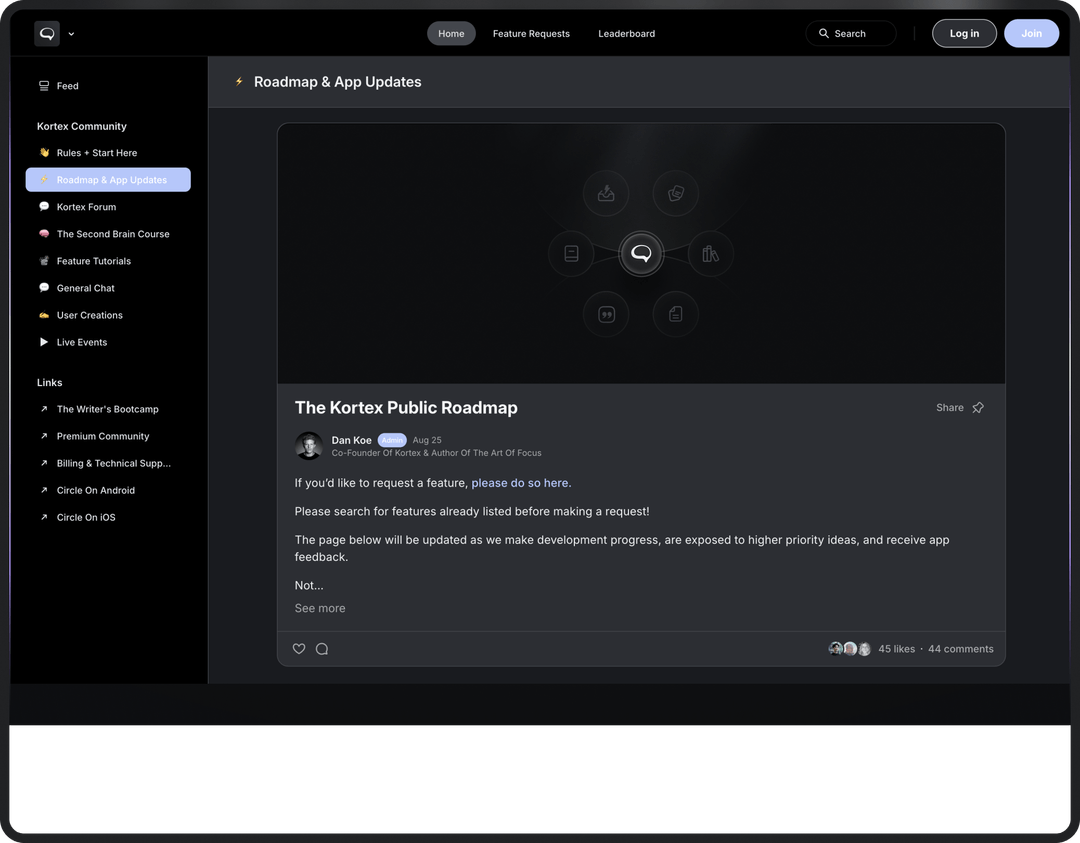 Home
Feature Requests
Leaderboard
Search
Log in
Join
Feed
Kortex Community
Rules + Start Here
Roadmap & App Updates
Kortex Forum
The Second Brain Course
Feature Tutorials
General Chat
User Creations
Live Events
Links
The Writer's Bootcamp
Premium Community
Billing & Technical Supp...
Circle On Android
Circle On iOS
Roadmap & App Updates
The Kortex Public Roadmap
Share
Dan Koe Admin Aug 25
Co-Founder Of Kortex & Author Of The Art Of Focus
If you’d like to request a feature, please do so here.
Please search for features already listed before making a request!
The page below will be updated as we make development progress, are exposed to higher priority ideas, and receive app
feedback.
Not...
See more
45 likes · 44 comments